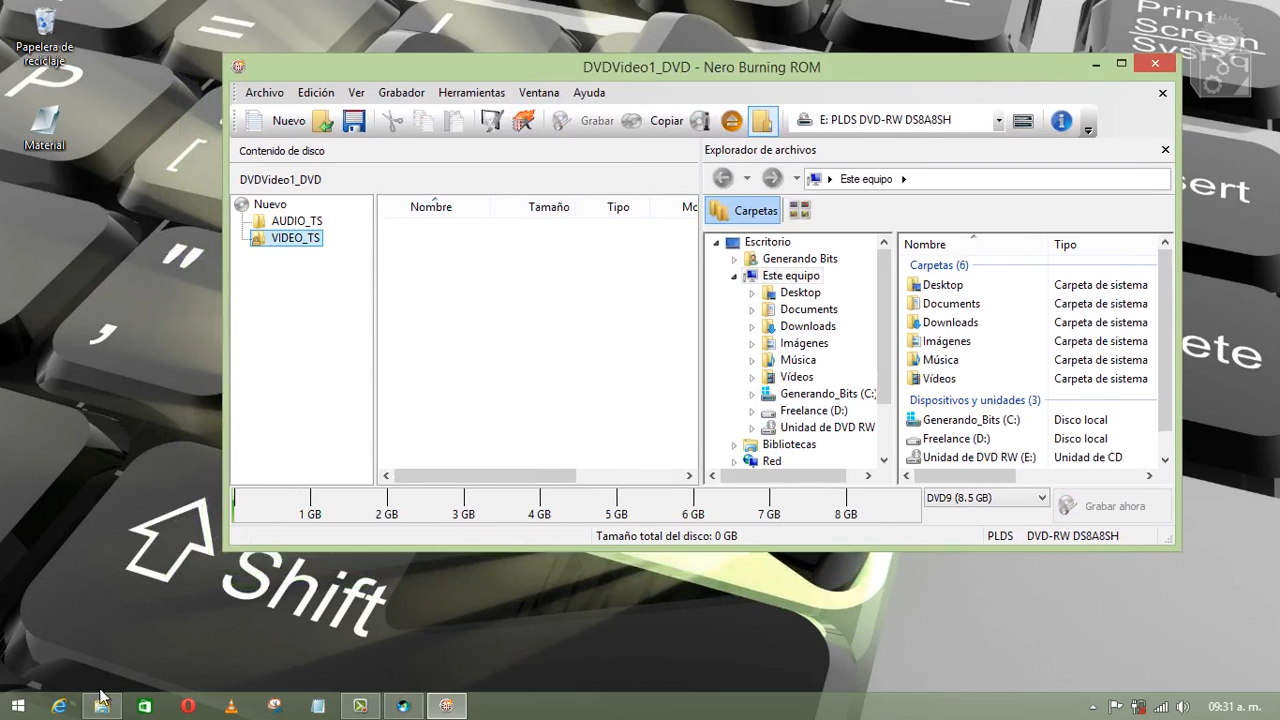 Papelera de
reciclaje
Material
P
=
/
[
"
,
Shift
Print
Screen
SysRq
sert
ete
DVDVideo1_DVD - Nero Burning ROM
Archivo Edición Ver Grabador Herramientas Ventana Ayuda
Nuevo Grabar Copiar E: PLDS DVD-RW DS8A8SH
Contenido de disco
DVDVideo1_DVD
Nuevo
AUDIO_TS
VIDEO_TS
Nombre Tamaño Tipo Mo
Explorador de archivos
Este equipo
Carpetas
Escritorio
Generando Bits
Este equipo
Desktop
Documents
Downloads
Imágenes
Música
Vídeos
Generando_Bits (C:)
Freelance (D:)
Unidad de DVD RW
Bibliotecas
Red
Nombre Tipo
Carpetas (6)
Desktop Carpeta de sistema
Documents Carpeta de sistema
Downloads Carpeta de sistema
Imágenes Carpeta de sistema
Música Carpeta de sistema
Vídeos Carpeta de sistema
Dispositivos y unidades (3)
Generando_Bits (C:) Disco local
Freelance (D:) Disco local
Unidad de DVD RW (E:) Unidad de CD
1 GB 2 GB 3 GB 4 GB 5 GB 6 GB 7 GB 8 GB
DVD9 (8.5 GB) Grabar ahora
Tamaño total del disco: 0 GB PLDS DVD-RW DS8A8SH
09:31 a. m.